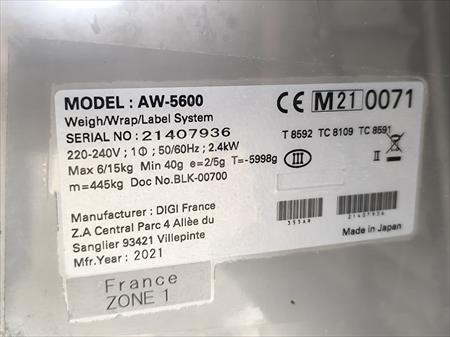 MODEL : AW-5600
Weigh/Wrap/Label System
SERIAL NO : 21407936
220-240V ; 1Φ ; 50/60Hz ; 2.4kW
Max 6/15kg Min 40g e=2/5g T=-5998g
m=445kg Doc No.BLK-00700
Manufacturer : DIGI France
Z.A Central Parc 4 Allée du
Sanglier 93421 Villepinte
Mfr.Year : 2021
CE M21 0071
T 8592 TC 8109 TC 8591
III
II
353AR
21407936
Made in Japan
France
ZONE 1